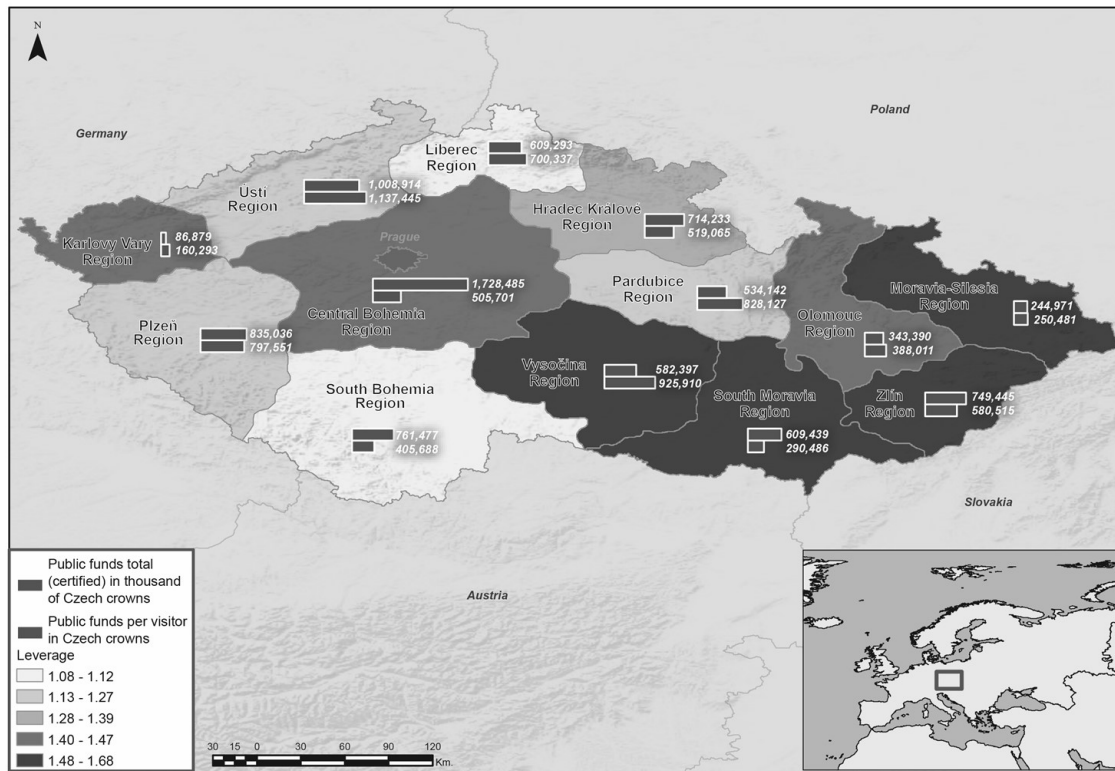 N
Germany
Poland
Liberec
Region
609,293
700,337
Ustí
Region
1,008,914
1,137,445
Hradec Králové
Region
714,233
519,065
Karlovy Vary
Region
86,879
160,293
Prague
1,728,485
505,701
Central Bohemia
Region
Pardubice
Region
534,142
828,127
Moravia-Silesia
Region
244,971
250,481
Olomouc
Region
343,390
388,011
Plzeň
Region
835,036
797,551
Vysočina
Region
582,397
925,910
South Bohemia
Region
761,477
405,688
South Moravia
Region
609,439
290,486
Zlín
Region
749,445
580,515
Slovakia
Austria
Public funds total
(certified) in thousand
of Czech crowns
Public funds per visitor
in Czech crowns
Leverage
1.08 - 1.12
1.13 - 1.27
1.28 - 1.39
1.40 - 1.47
1.48 - 1.68
30 15 0 30 60 90 120
Km.